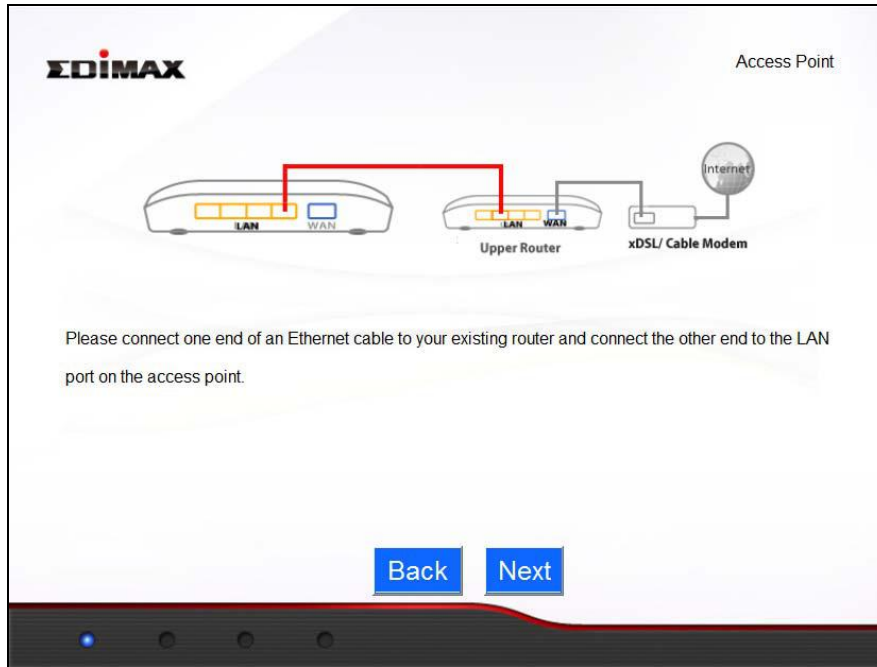 EDIMAX
Access Point
Internet
LAN WAN
LAN WAN
Upper Router
xDSL/ Cable Modem
Please connect one end of an Ethernet cable to your existing router and connect the other end to the LAN
port on the access point.
Back Next